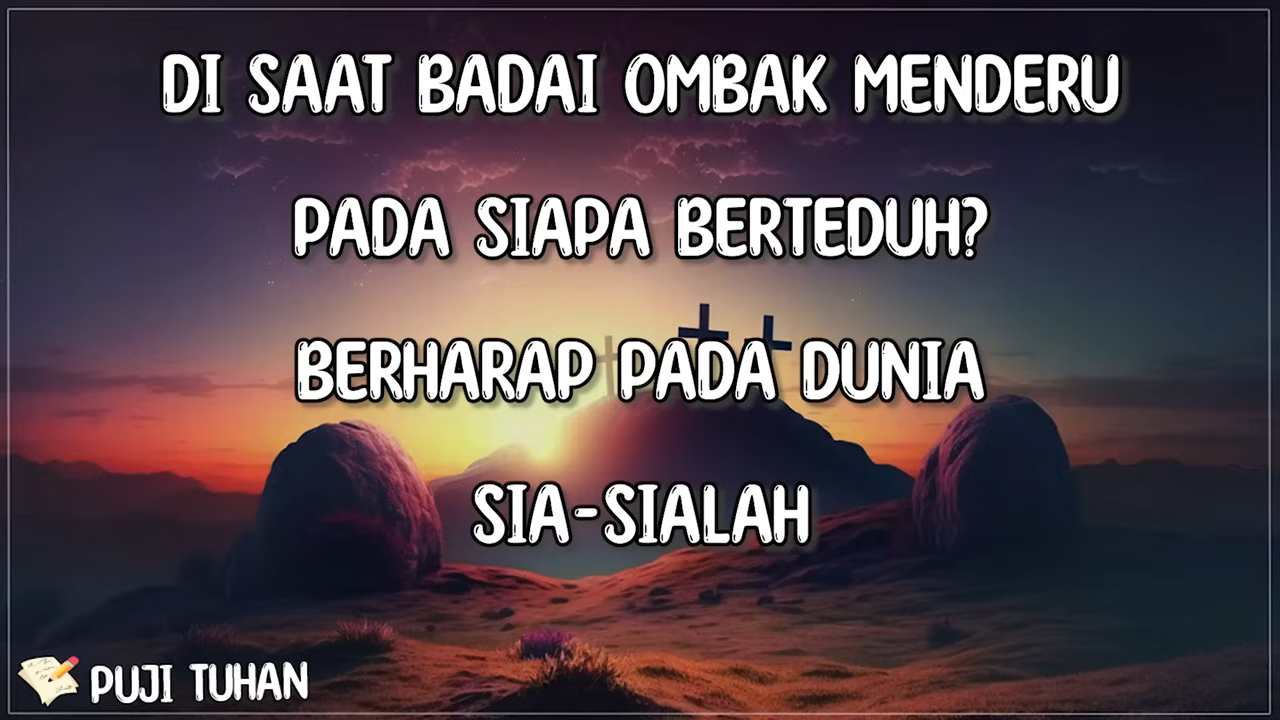 DI SAAT BADAI OMBAK MENDERU
PADA SIAPA BERTEDUH?
BERHARAP PADA DUNIA
SIA-SIALAH
PUJI TUHAN